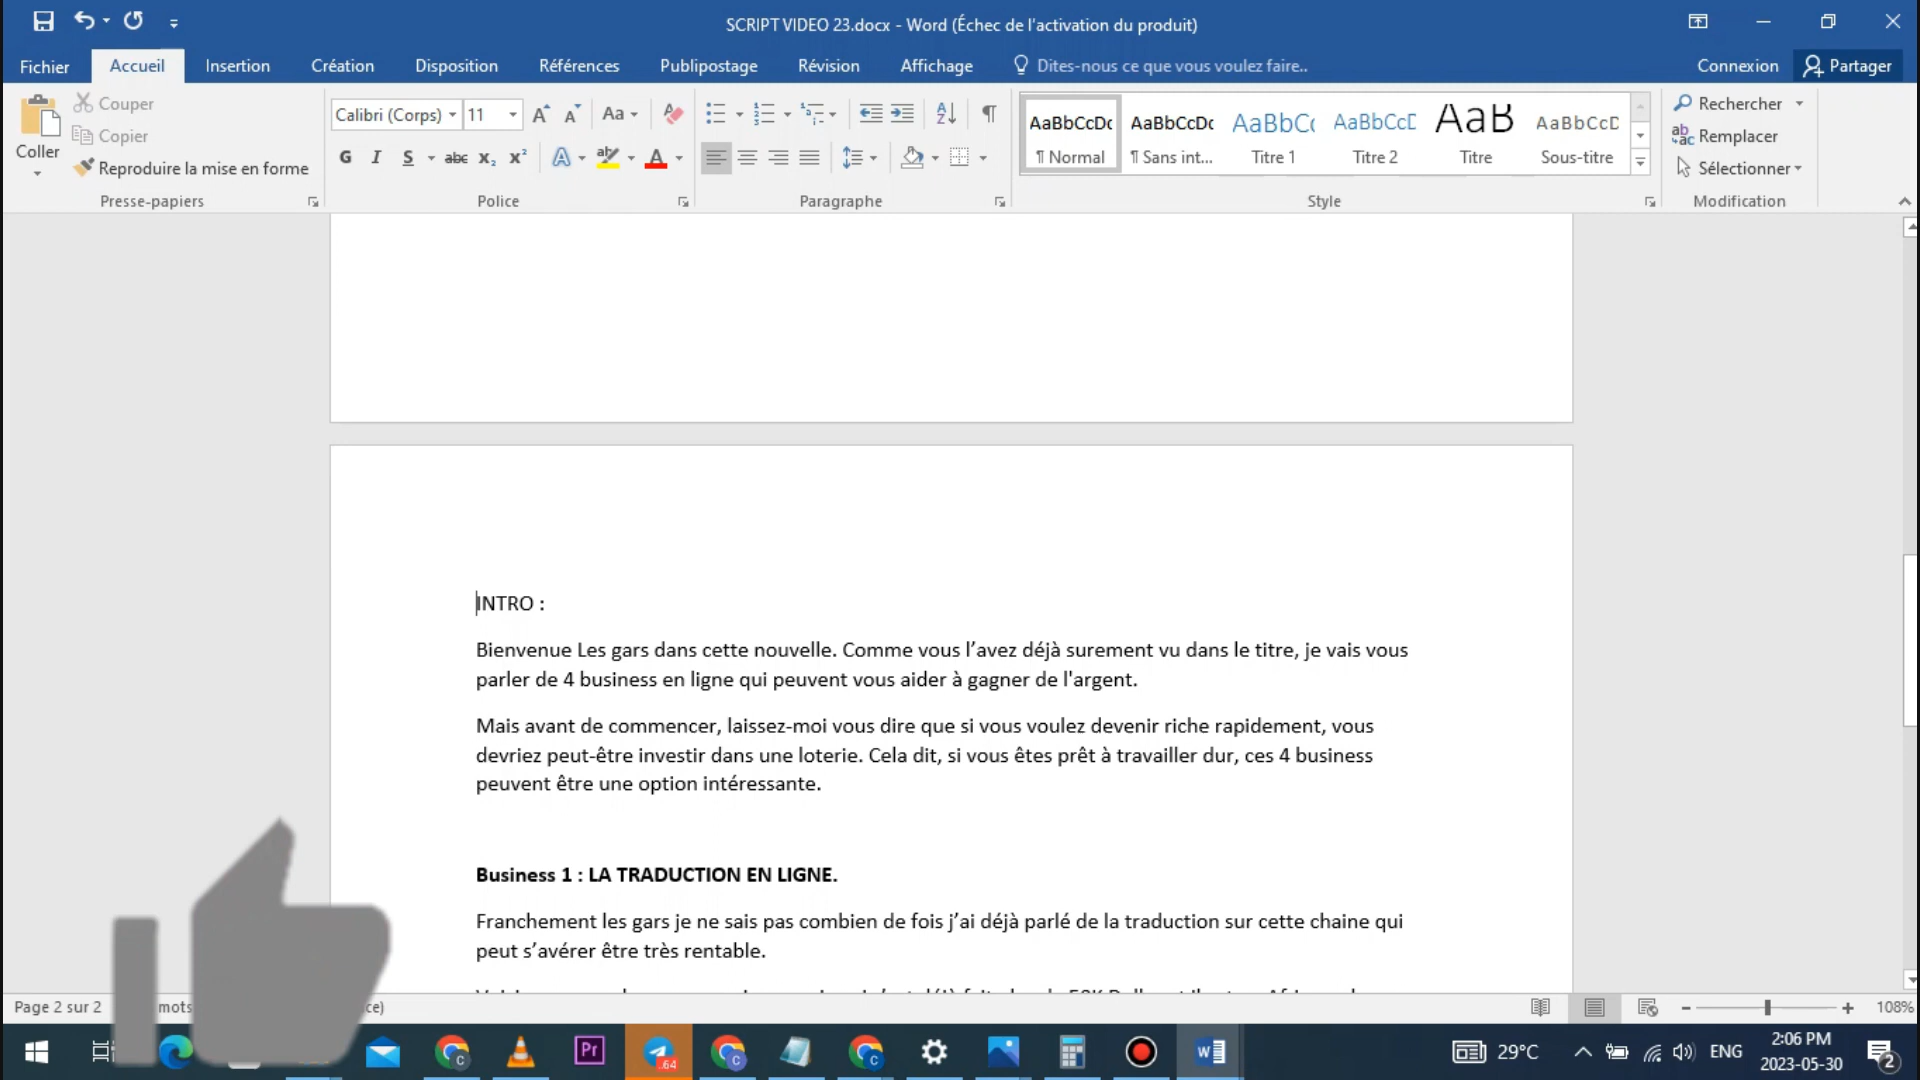 SCRIPT VIDEO 23.docx - Word (Échec de l'activation du produit)
Fichier Accueil Insertion Création Disposition Références Publipostage Révision Affichage Dites-nous ce que vous voulez faire.. Connexion Partager
Coller
Couper
Copier
Reproduire la mise en forme
Presse-papiers
Calibri (Corps) 11 Aa
G I S abc X₂ X² A ab A
Police
Paragraphe
AaBbCcDc AaBbCcDc AaBbCc AaBbCcD AaB AaBbCcD
¶ Normal ¶ Sans int... Titre 1 Titre 2 Titre Sous-titre
Style
Rechercher
Remplacer
Sélectionner
Modification
INTRO :
Bienvenue Les gars dans cette nouvelle. Comme vous l’avez déjà surement vu dans le titre, je vais vous
parler de 4 business en ligne qui peuvent vous aider à gagner de l'argent.
Mais avant de commencer, laissez-moi vous dire que si vous voulez devenir riche rapidement, vous
devriez peut-être investir dans une loterie. Cela dit, si vous êtes prêt à travailler dur, ces 4 business
peuvent être une option intéressante.
Business 1 : LA TRADUCTION EN LIGNE.
Franchement les gars je ne sais pas combien de fois j’ai déjà parlé de la traduction sur cette chaine qui
peut s’avérer être très rentable.
Page 2 sur 2 mots 108%
Pr 64 29°C ENG 2:06 PM
2023-05-30 2